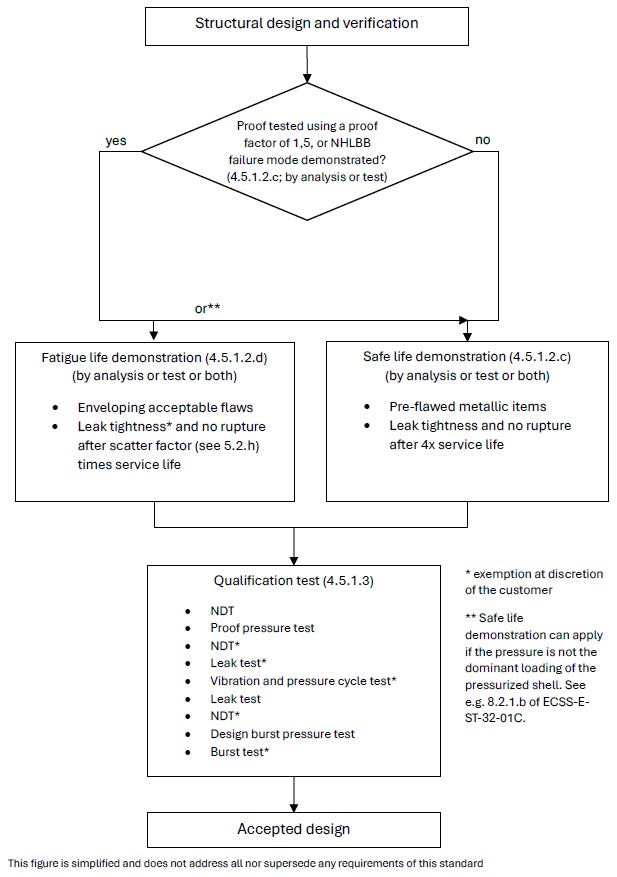 Structural design and verification
Proof tested using a proof
factor of 1,5, or NHLBB
failure mode demonstrated?
(4.5.1.2.c; by analysis or test)
yes
no
or**
Fatigue life demonstration (4.5.1.2.d)
(by analysis or test or both)
• Enveloping acceptable flaws
• Leak tightness* and no rupture
after scatter factor (see 5.2.h)
times service life
Safe life demonstration (4.5.1.2.c)
(by analysis or test or both)
• Pre-flawed metallic items
• Leak tightness and no rupture
after 4x service life
Qualification test (4.5.1.3)
• NDT
• Proof pressure test
• NDT*
• Leak test*
• Vibration and pressure cycle test*
• Leak test
• NDT*
• Design burst pressure test
• Burst test*
* exemption at discretion
of the customer
** Safe life
demonstration can apply
if the pressure is not the
dominant loading of the
pressurized shell. See
e.g. 8.2.1.b of ECSS-E-
ST-32-01C.
Accepted design
This figure is simplified and does not address all nor supersede any requirements of this standard